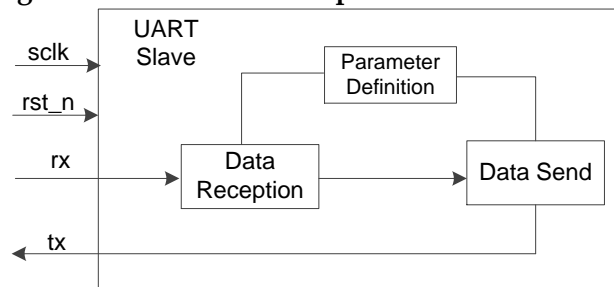 UART
Slave
sclk
Parameter
Definition
rst_n
rx
Data
Reception
Data Send
tx